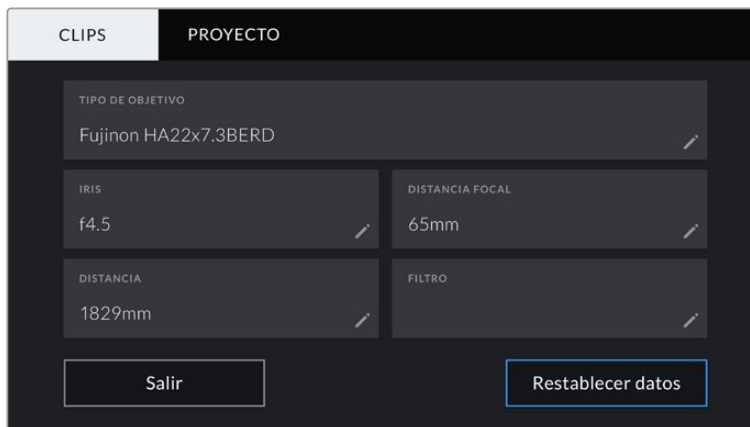 CLIPS
PROYECTO
TIPO DE OBJETIVO
Fujinon HA22x7.3BERD
IRIS
f4.5
DISTANCIA FOCAL
65mm
DISTANCIA
1829mm
FILTRO
Salir
Restablecer datos